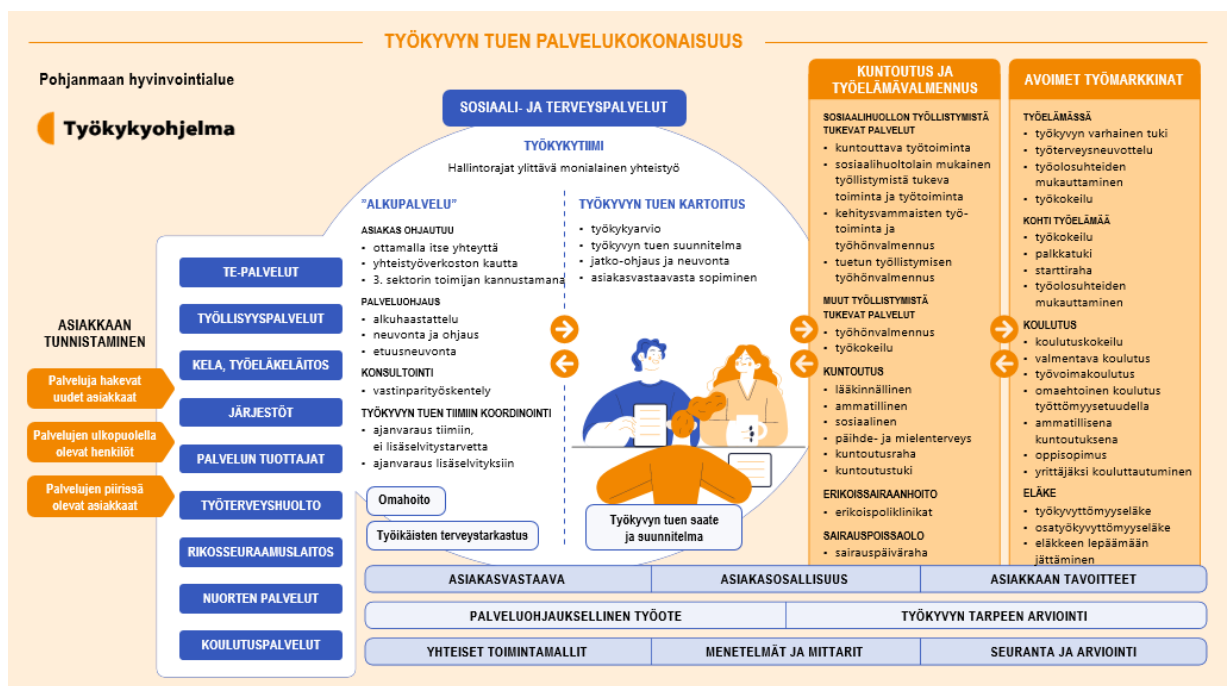 TYÖKYVYN TUEN PALVELUKOKONAISUUS
Pohjanmaan hyvinvointialue
Työkykyohjelma
ASIAKKAAN
TUNNISTAMINEN
Palveluja hakevat
uudet asiakkaat
Palvelujen ulkopuolella
olevat henkilöt
Palvelujen piirissä
olevat asiakkaat
TE-PALVELUT
TYÖLLISYYSPALVELUT
KELA, TYÖELÄKELÄITOS
JÄRJESTÖT
PALVELUN TUOTTAJAT
TYÖTERVEYSHUOLTO
RIKOSSEURAAMUSLAITOS
NUORTEN PALVELUT
KOULUTUSPALVELUT
SOSIAALI- JA TERVEYSPALVELUT
TYÖKYKYTIIMI
Hallintorajat ylittävä monialainen yhteistyö
”ALKUPALVELU”
ASIAKAS OHJAUTUU
• ottamalla itse yhteyttä
• yhteistyöverkoston kautta
• 3. sektorin toimijan kannustamana
PALVELUOHJAUS
• alkuhaastattelu
• neuvonta ja ohjaus
• etuusneuvonta
KONSULTOINTI
• vastinparityöskentely
TYÖKYVYN TUEN TIIMIIN KOORDINOINTI
• ajanvaraus tiimiin,
ei lisäselvitystarvetta
• ajanvaraus lisäselvityksiin
Omahoito
Työikäisten terveystarkastus
TYÖKYVYN TUEN KARTOITUS
• työkykyarvio
• työkyvyn tuen suunnitelma
• jatko-ohjaus ja neuvonta
• asiakasvastaavasta sopiminen
Työkyvyn tuen saate
ja suunnitelma
KUNTOUTUS JA
TYÖELÄMÄVALMENNUS
SOSIAALIHUOLLON TYÖLLISTYMISTÄ
TUKEVAT PALVELUT
• kuntouttava työtoiminta
• sosiaalihuoltolain mukainen
työllistymistä tukeva
toiminta ja työtoiminta
• kehitysvammaisten työ-
toiminta ja
työhönvalmennus
• tuetun työllistymisen
työhönvalmennus
MUUT TYÖLLISTYMISTÄ
TUKEVAT PALVELUT
• työhönvalmennus
• työkokeilu
KUNTOUTUS
• lääkinnällinen
• ammatillinen
• sosiaalinen
• päihde- ja mielenterveys
• kuntoutusraha
• kuntoutustuki
ERIKOISSAIRAANHOITO
• erikoispoliklinikat
SAIRAUSPOISSAOLO
• sairauspäiväraha
AVOIMET TYÖMARKKINAT
TYÖELÄMÄSSÄ
• työkyvyn varhainen tuki
• työterveysneuvottelu
• työolosuhteiden
mukauttaminen
• työkokeilu
KOHTI TYÖELÄMÄÄ
• työkokeilu
• palkkatuki
• starttiraha
• työolosuhteiden
mukauttaminen
KOULUTUS
• koulutuskokeilu
• valmentava koulutus
• työvoimakoulutus
• omaehtoinen koulutus
työttömyysetuudella
• ammatillisena
kuntoutuksena
• oppisopimus
• yrittäjäksi kouluttautuminen
ELÄKE
• työkyvyttömyyseläke
• osatyökyvyttömyyseläke
• eläkkeen lepäämään
jättäminen
ASIAKASVASTAAVA
ASIAKASOSALLISUUS
ASIAKKAAN TAVOITTEET
PALVELUOHJAUKSELLINEN TYÖOTE
TYÖKYVYN TARPEEN ARVIOINTI
YHTEISET TOIMINTAMALLIT
MENETELMÄT JA MITTARIT
SEURANTA JA ARVIOINTI